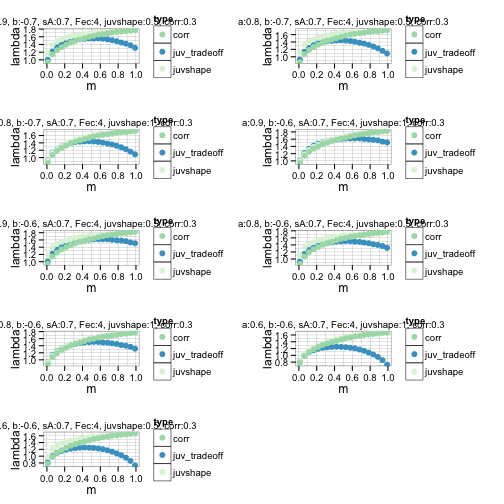 .9, b:-0.7, sA:0.7, Fec:4, juvshape:0.5, corr:0.3
type
lambda
1.8
1.6
1.4
1.2
1.0
0.0 0.2 0.4 0.6 0.8 1.0
m
corr
juv_tradeoff
juvshape
a:0.8, b:-0.7, sA:0.7, Fec:4, juvshape:0.5, corr:0.3
type
lambda
1.6
1.4
1.2
1.0
0.0 0.2 0.4 0.6 0.8 1.0
m
corr
juv_tradeoff
juvshape
0.8, b:-0.7, sA:0.7, Fec:4, juvshape:1, corr:0.3
type
lambda
1.6
1.4
1.2
1.0
0.0 0.2 0.4 0.6 0.8 1.0
m
corr
juv_tradeoff
juvshape
a:0.9, b:-0.6, sA:0.7, Fec:4, juvshape:1, corr:0.3
type
lambda
1.8
1.6
1.4
1.2
1.0
0.0 0.2 0.4 0.6 0.8 1.0
m
corr
juv_tradeoff
juvshape
.9, b:-0.6, sA:0.7, Fec:4, juvshape:0.5, corr:0.3
type
lambda
1.8
1.6
1.4
1.2
1.0
0.0 0.2 0.4 0.6 0.8 1.0
m
corr
juv_tradeoff
juvshape
a:0.8, b:-0.6, sA:0.7, Fec:4, juvshape:0.5, corr:0.3
type
lambda
1.8
1.6
1.4
1.2
1.0
0.0 0.2 0.4 0.6 0.8 1.0
m
corr
juv_tradeoff
juvshape
0.8, b:-0.6, sA:0.7, Fec:4, juvshape:1, corr:0.3
type
lambda
1.8
1.6
1.4
1.2
1.0
0.0 0.2 0.4 0.6 0.8 1.0
m
corr
juv_tradeoff
juvshape
a:0.6, b:-0.6, sA:0.7, Fec:4, juvshape:1, corr:0.3
type
lambda
1.6
1.4
1.2
1.0
0.8
0.0 0.2 0.4 0.6 0.8 1.0
m
corr
juv_tradeoff
juvshape
.6, b:-0.6, sA:0.7, Fec:4, juvshape:0.5, corr:0.3
type
lambda
1.6
1.4
1.2
1.0
0.8
0.0 0.2 0.4 0.6 0.8 1.0
m
corr
juv_tradeoff
juvshape